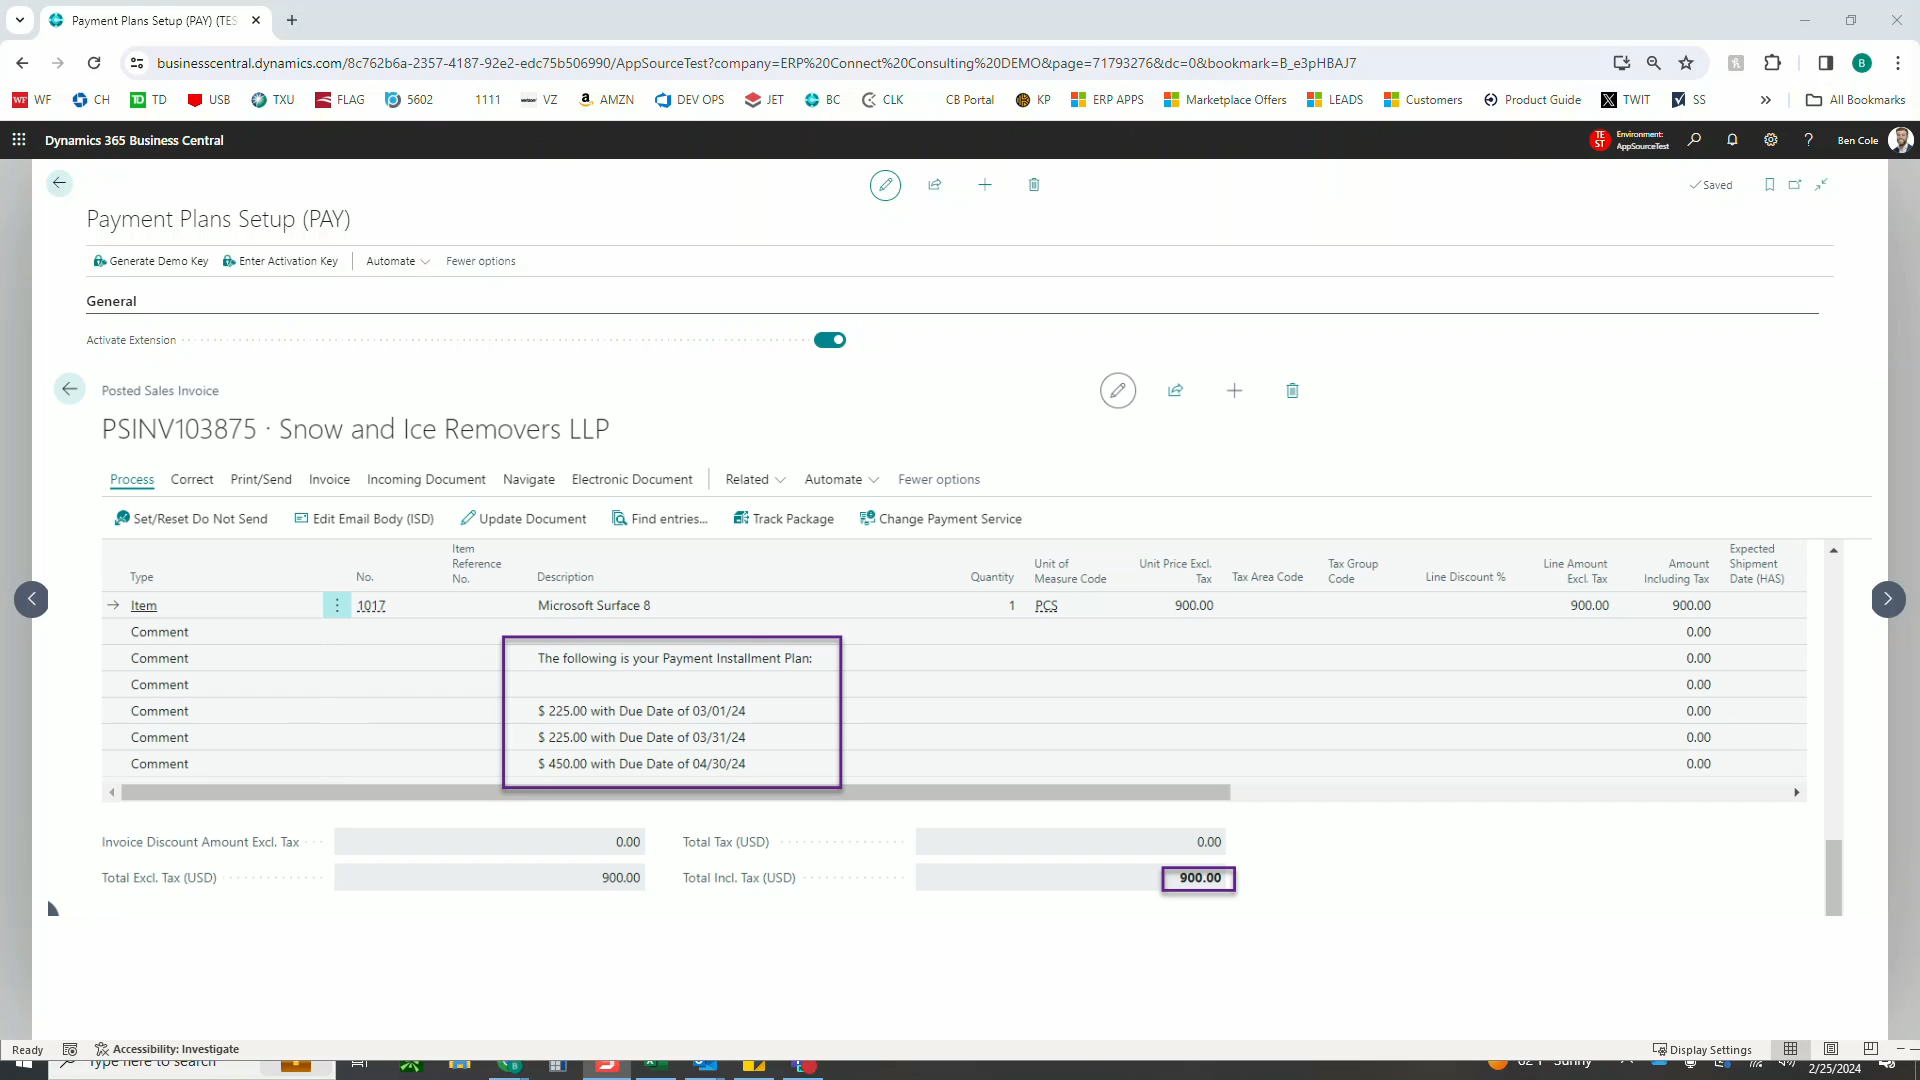 Payment Plans Setup (PAY) (TES
businesscentral.dynamics.com/8c762b6a-2357-4187-92e2-edc75b506990/AppSourceTest?company=ERP%20Connect%20Consulting%20DEMO&page=71793276&dc=0&bookmark=B_e3pHBAJ7
B
WF CH TD USB TXU FLAG 5602 1111 VZ AMZN DEV OPS JET BC CLK CB Portal KP ERP APPS Marketplace Offers LEADS Customers Product Guide TWIT SS All Bookmarks
Dynamics 365 Business Central
TE ST
Environment:
AppSourceTest
Ben Cole
Saved
Payment Plans Setup (PAY)
Generate Demo Key Enter Activation Key Automate Fewer options
General
Activate Extension
Posted Sales Invoice
PSINV103875 · Snow and Ice Removers LLP
Process Correct Print/Send Invoice Incoming Document Navigate Electronic Document Related Automate Fewer options
Set/Reset Do Not Send Edit Email Body (ISD) Update Document Find entries... Track Package Change Payment Service
Type No. Item Reference No. Description Quantity Unit of Measure Code Unit Price Excl. Tax Tax Area Code Tax Group Code Line Discount % Line Amount Excl. Tax Amount Including Tax Expected Shipment Date (HAS)
Item 1017 Microsoft Surface 8 1 PCS 900.00 900.00 900.00
Comment 0.00
Comment The following is your Payment Installment Plan: 0.00
Comment 0.00
Comment $ 225.00 with Due Date of 03/01/24 0.00
Comment $ 225.00 with Due Date of 03/31/24 0.00
Comment $ 450.00 with Due Date of 04/30/24 0.00
Invoice Discount Amount Excl. Tax 0.00 Total Tax (USD) 0.00
Total Excl. Tax (USD) 900.00 Total Incl. Tax (USD) 900.00
Ready Accessibility: Investigate Display Settings
Type here to search
62°F Sunny
2/25/2024